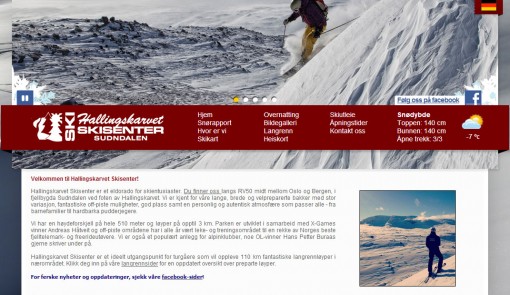 Følg oss på facebook
SKI Hallingskarvet
SKISENTER
SUDNDALEN
Hjem
Snørapport
Hvor er vi
Skikart
Overnatting
Bildegalleri
Langrenn
Heiskort
Skiutleie
Åpningstider
Kontakt oss
Snødybde
Toppen: 140 cm
Bunnen: 140 cm
Åpne trekk: 3/3
-7 °C
Velkommen til Hallingskarvet Skisenter!
Hallingskarvet Skisenter er et eldorado for skientusiaster. Du finner oss langs RV50 midt mellom Oslo og Bergen, i
fjellbygda Sudndalen ved foten av Hallingskarvet. Vi er kjent for våre lange, brede og velpreparerte bakker med stor
variasjon, fantastiske off-piste muligheter, god plass samt en personlig og autentisk atmosfære som passer alle - fra
barnefamilier til hardbarka pudderjegere.
Vi har en høydeforskjell på hele 510 meter og løyper på opptil 3 km. Parken er utviklet i samarbeid med X-Games
vinner Andreas Håtveit og off-piste områdene har i alle år vært leke- og treningsområdet til en rekke av Norges beste
fjelltelemark- og freeridekjørere. Vi er også et populært anlegg for alpinklubber, noe OL-vinner Hans Petter Buraas
gjerne skriver under på.
Hallingskarvet Skisenter er et ideelt utgangspunkt for turgåere som vil oppleve 110 km fantastiske langrennsløyper i
nærområdet. Klikk deg inn på våre langrennsider for en oppdatert oversikt over preparte løyper.
For ferske nyheter og oppdateringer, sjekk våre facebook-sider!